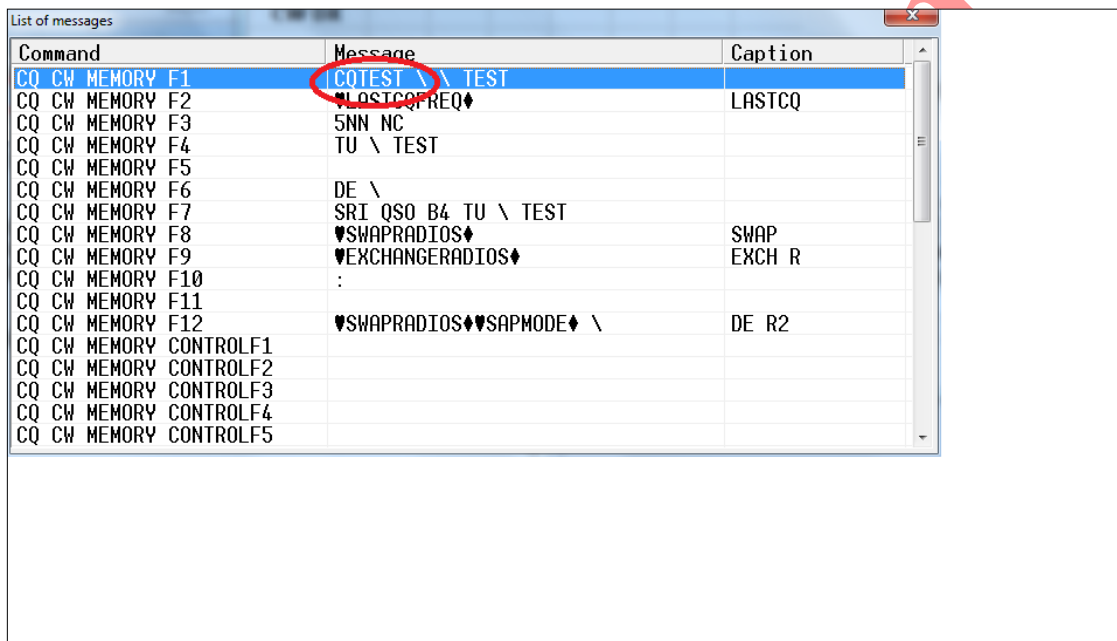 List of messages
Command Message Caption
CQ CW MEMORY F1 CQTEST \ \ TEST
CQ CW MEMORY F2 ♥LASTCQFREQ♦ LASTCQ
CQ CW MEMORY F3 5NN NC
CQ CW MEMORY F4 TU \ TEST
CQ CW MEMORY F5
CQ CW MEMORY F6 DE \
CQ CW MEMORY F7 SRI QSO B4 TU \ TEST
CQ CW MEMORY F8 ♥SWAPRADIOS♦ SWAP
CQ CW MEMORY F9 ♥EXCHANGERADIOS♦ EXCH R
CQ CW MEMORY F10 :
CQ CW MEMORY F11
CQ CW MEMORY F12 ♥SWAPRADIOS♦♥SAPMODE♦ \ DE R2
CQ CW MEMORY CONTROLF1
CQ CW MEMORY CONTROLF2
CQ CW MEMORY CONTROLF3
CQ CW MEMORY CONTROLF4
CQ CW MEMORY CONTROLF5